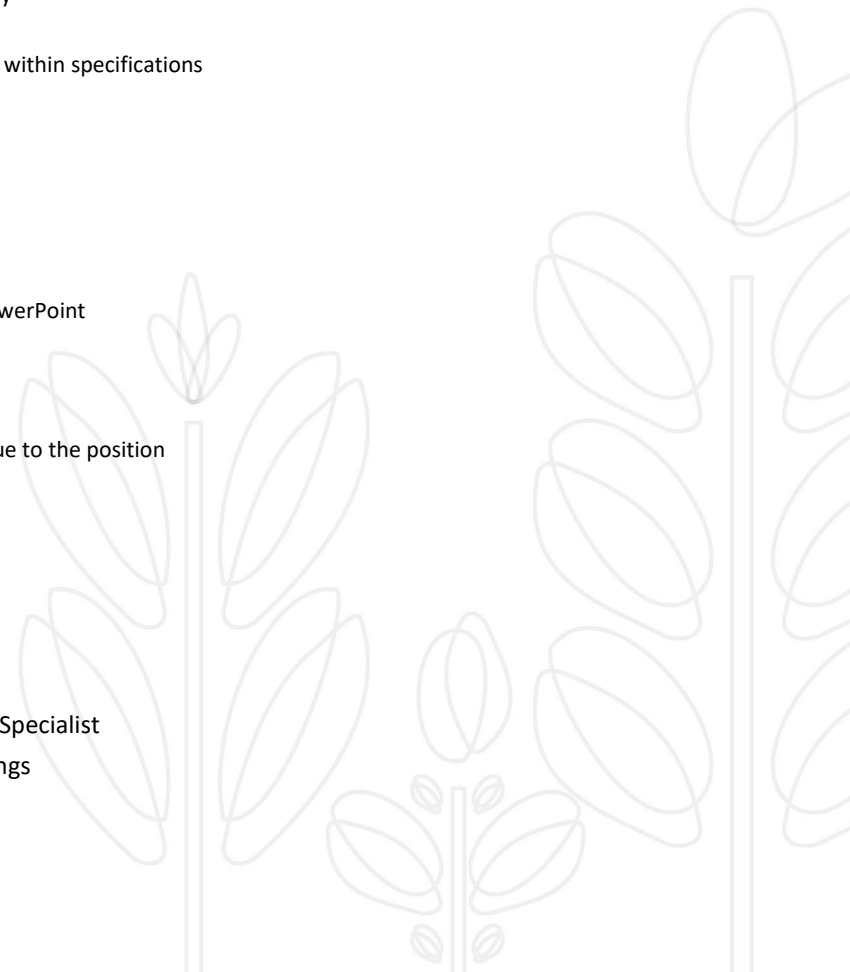 y
within specifications
werPoint
ue to the position
Specialist
ngs